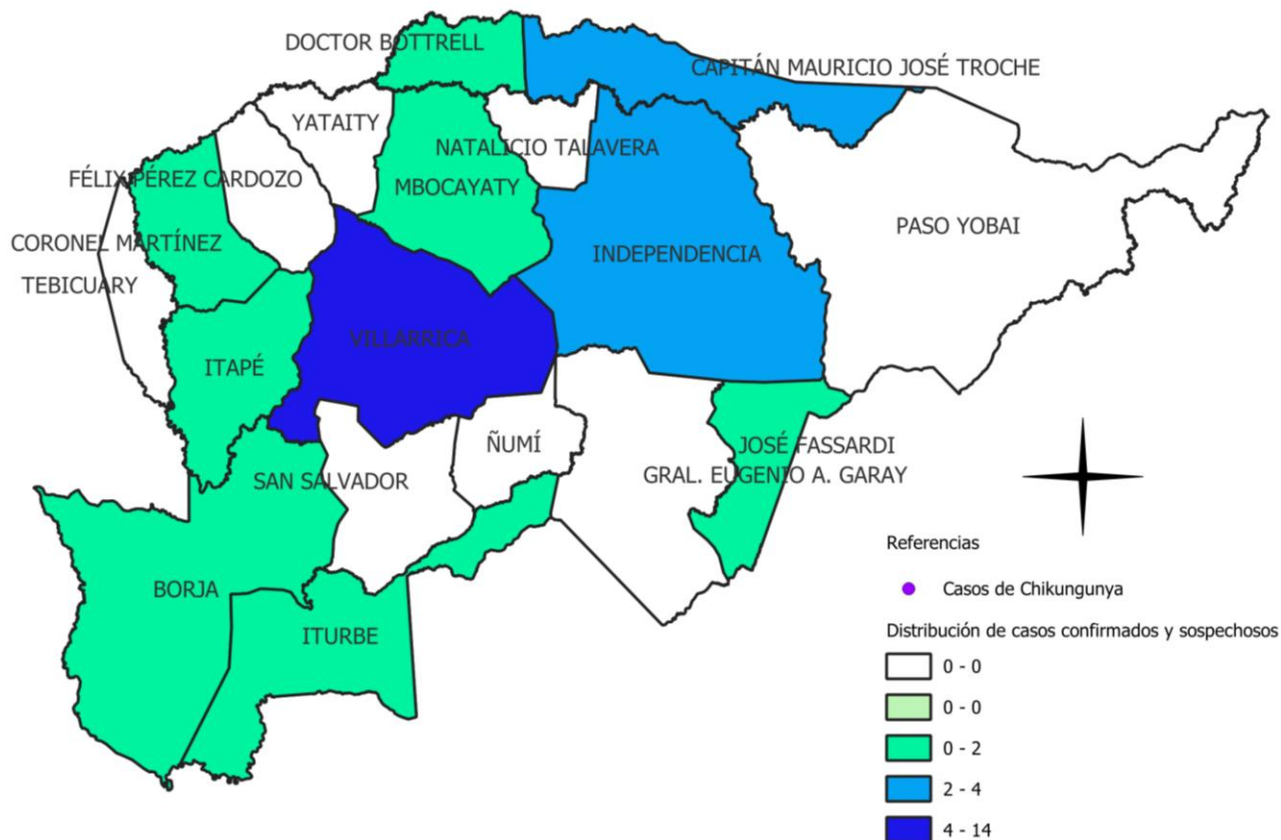 DOCTOR BOTTRELL
CAPITÁN MAURICIO JOSÉ TROCHE
YATAITY
NATALICIO TALAVERA
FÉLIX PÉREZ CARDOZO
MBOCAYATY
PASO YOBAI
CORONEL MARTÍNEZ
INDEPENDENCIA
TEBICUARY
VILLARRICA
ITAPÉ
ÑUMÍ
JOSÉ FASSARDI
GRAL. EUGENIO A. GARAY
SAN SALVADOR
BORJA
ITURBE
Referencias
Casos de Chikungunya
Distribución de casos confirmados y sospechosos
0 - 0
0 - 0
0 - 2
2 - 4
4 - 14